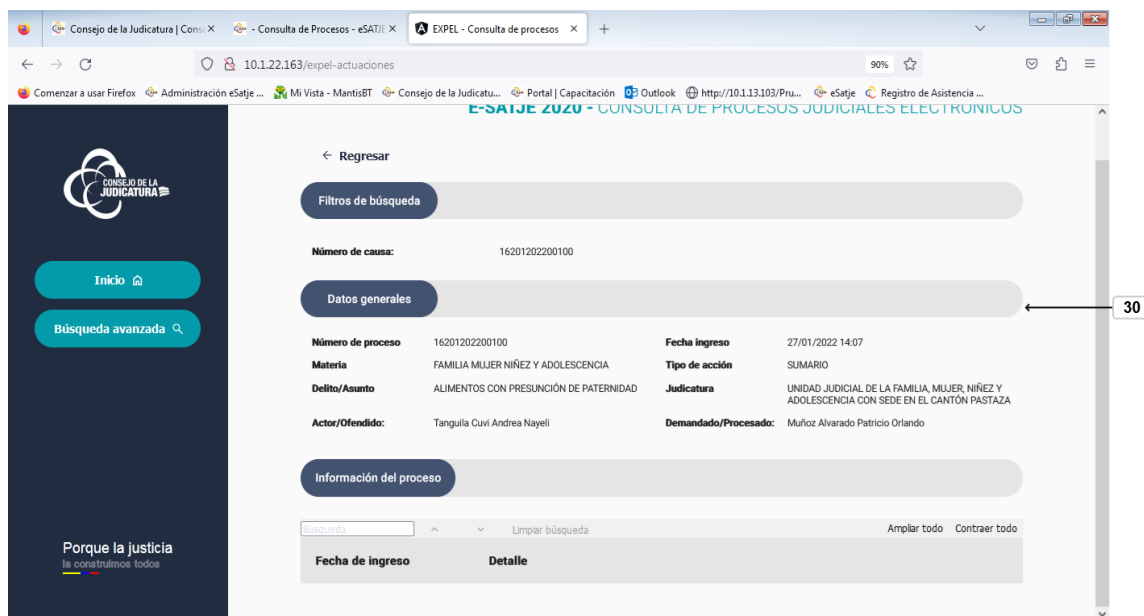 Consejo de la Judicatura | Conse
- Consulta de Procesos - eSATJE
EXPEL - Consulta de procesos
10.1.22.163/expel-actuaciones
90%
Comenzar a usar Firefox
Administración eSatje ...
Mi Vista - MantisBT
Consejo de la Judicatu...
Portal | Capacitación
Outlook
http://10.1.13.103/Pru...
eSatje
Registro de Asistencia ...
E-SATJE 2020 - CONSULTA DE PROCESOS JUDICIALES ELECTRÓNICOS
CONSEJO DE LA
JUDICATURA
Inicio
Búsqueda avanzada
Porque la justicia
la construimos todos
← Regresar
Filtros de búsqueda
Número de causa: 16201202200100
Datos generales
30
Número de proceso 16201202200100 Fecha ingreso 27/01/2022 14:07
Materia FAMILIA MUJER NIÑEZ Y ADOLESCENCIA Tipo de acción SUMARIO
Delito/Asunto ALIMENTOS CON PRESUNCIÓN DE PATERNIDAD Judicatura UNIDAD JUDICIAL DE LA FAMILIA, MUJER, NIÑEZ Y
ADOLESCENCIA CON SEDE EN EL CANTÓN PASTAZA
Actor/Ofendido: Tanguila Cuvi Andrea Nayeli Demandado/Procesado: Muñoz Alvarado Patricio Orlando
Información del proceso
Búsqueda Limpiar búsqueda Ampliar todo Contraer todo
Fecha de ingreso Detalle